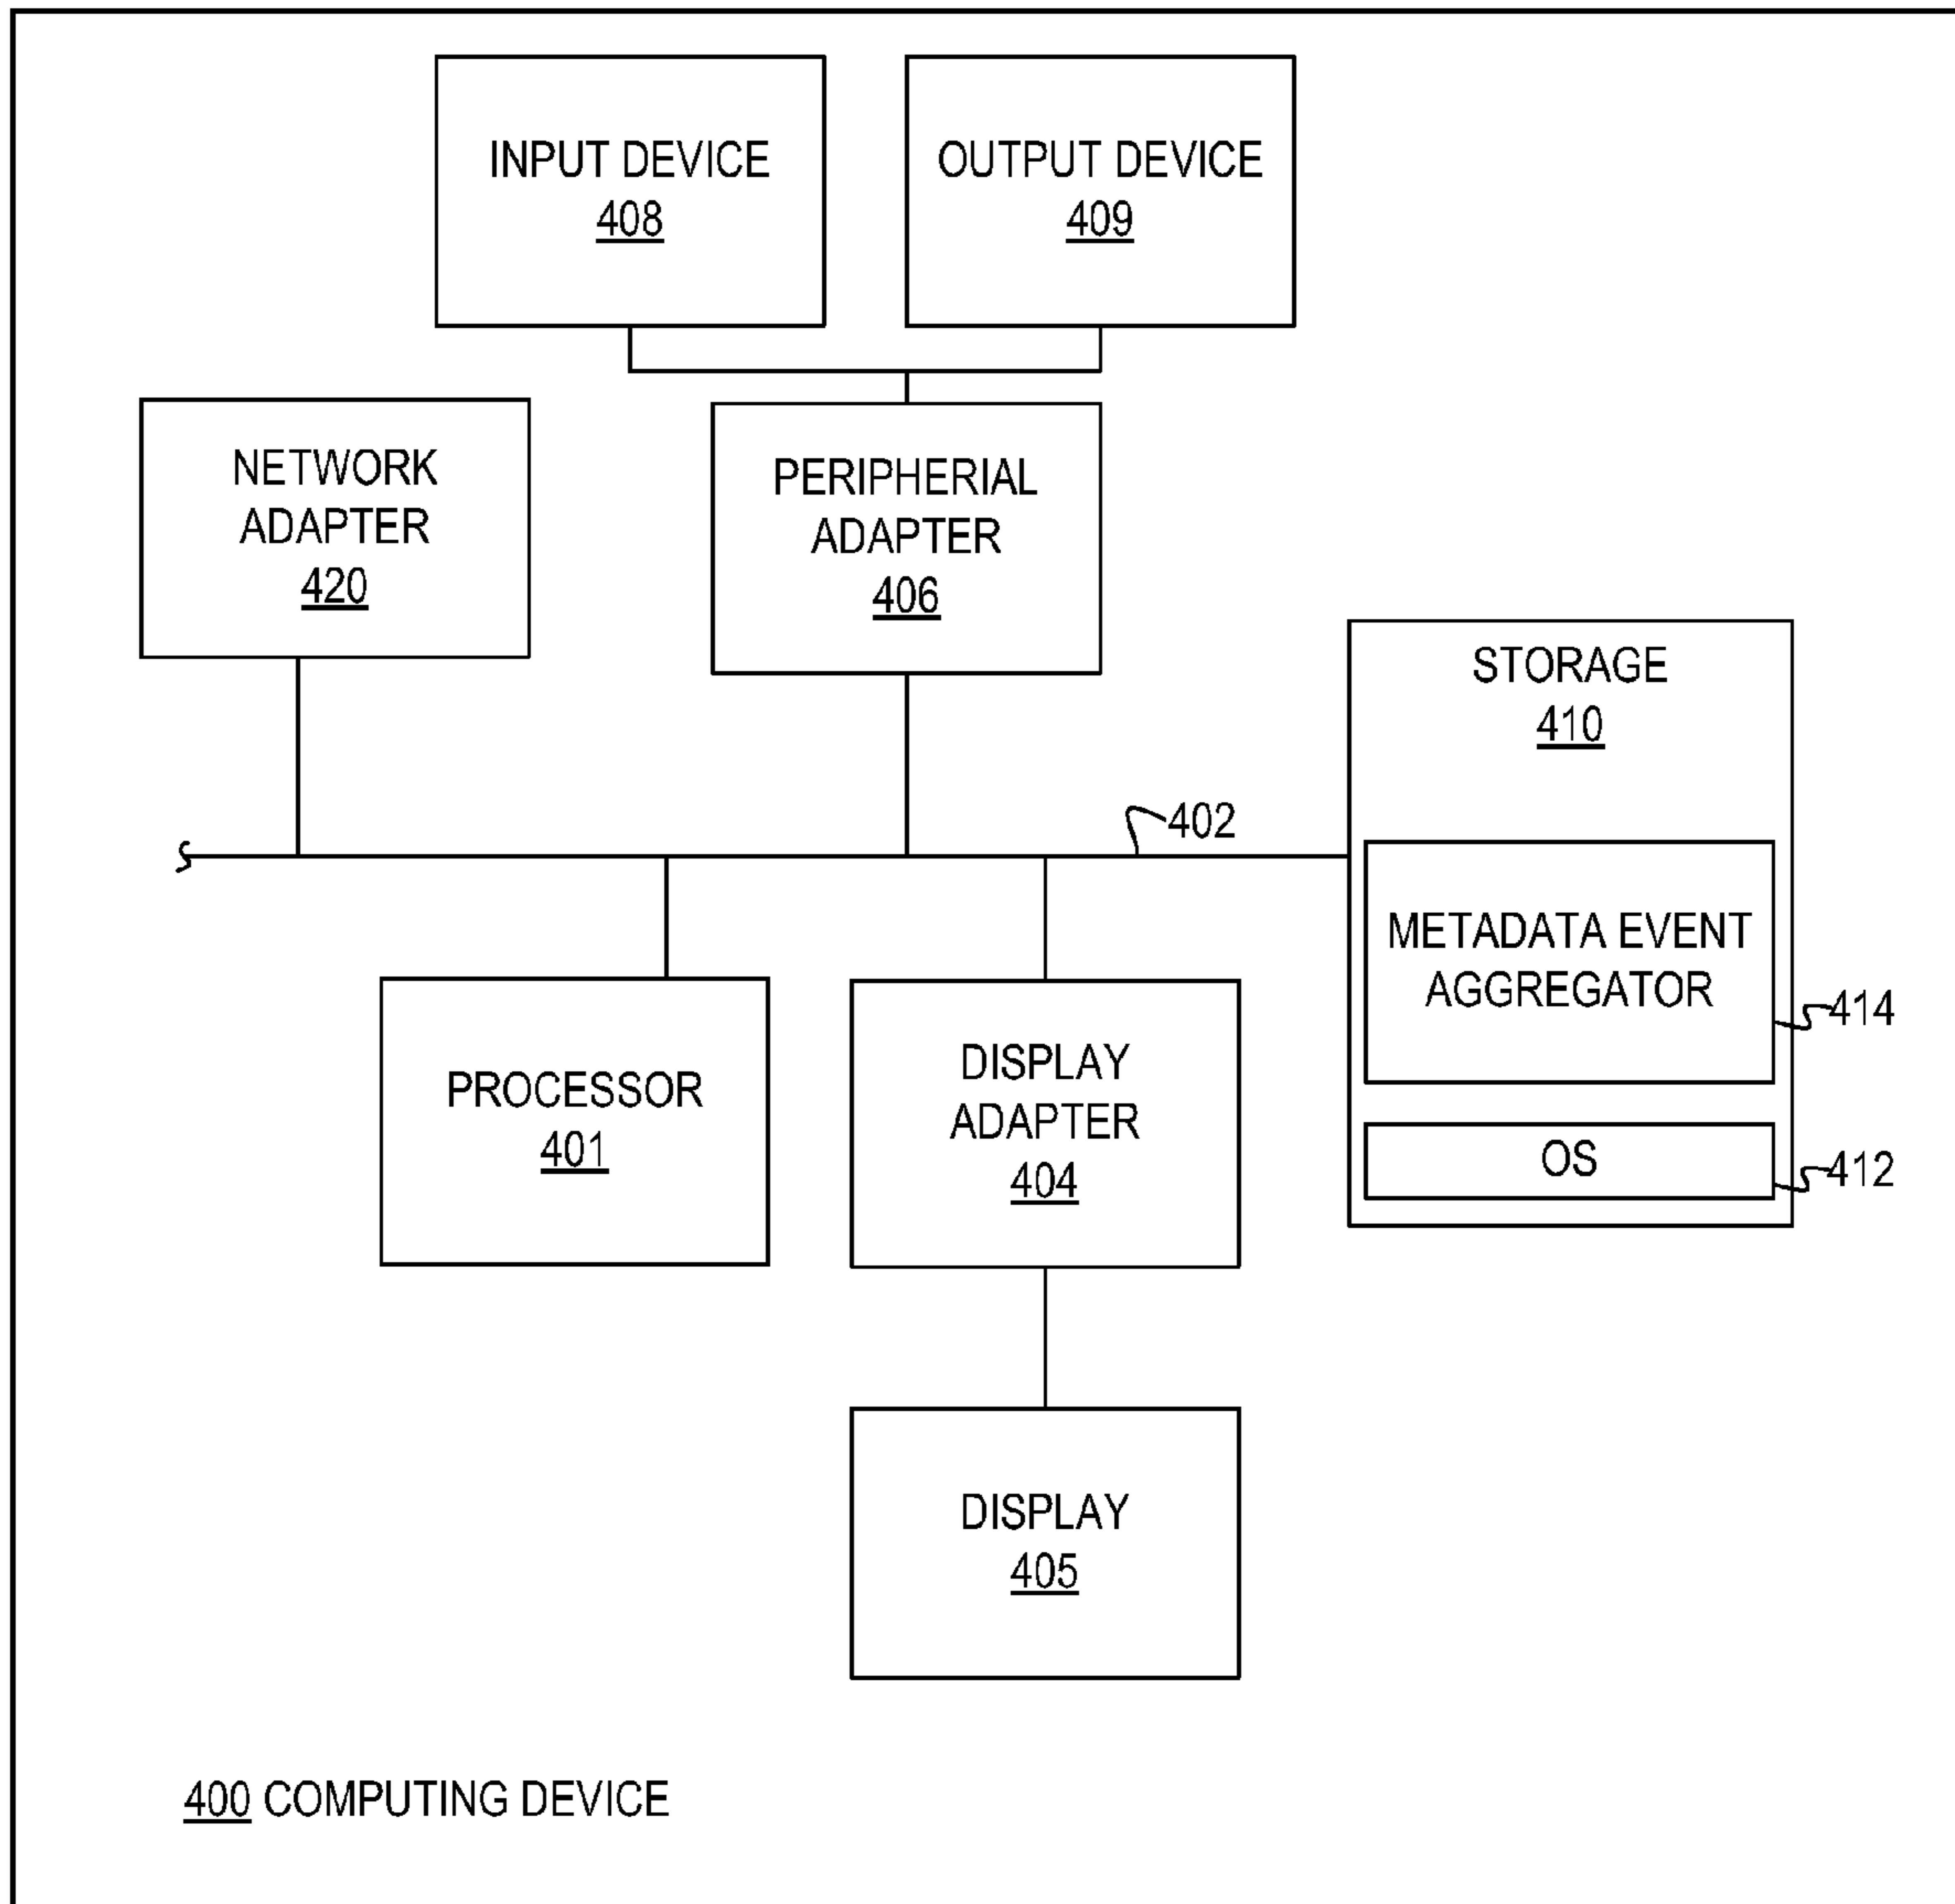 INPUT DEVICE
408
OUTPUT DEVICE
409
NETWORK
ADAPTER
420
PERIPHERIAL
ADAPTER
406
STORAGE
410
402
METADATA EVENT
AGGREGATOR
414
PROCESSOR
401
DISPLAY
ADAPTER
404
OS
412
DISPLAY
405
400 COMPUTING DEVICE